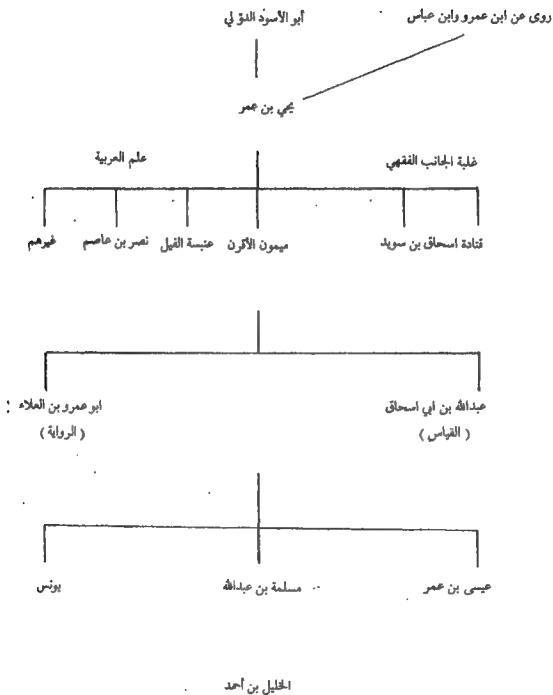 روى عن ابن عمرو وابن عباس
أبو الأسود الدؤلي
يحي بن عمر
غلبة الجانب الفقهي
علم العربية
قتادة اسحاق بن سويد
ميمون الأقرن
عنبسة الفيل
نصر بن عاصم
غيرهم
عبدالله بن ابي اسحاق
( القياس )
ابو عمرو بن العلاء :
( الرواية )
عيسى بن عمر
مسلمة بن عبدالله
يونس
الخليل بن أحمد